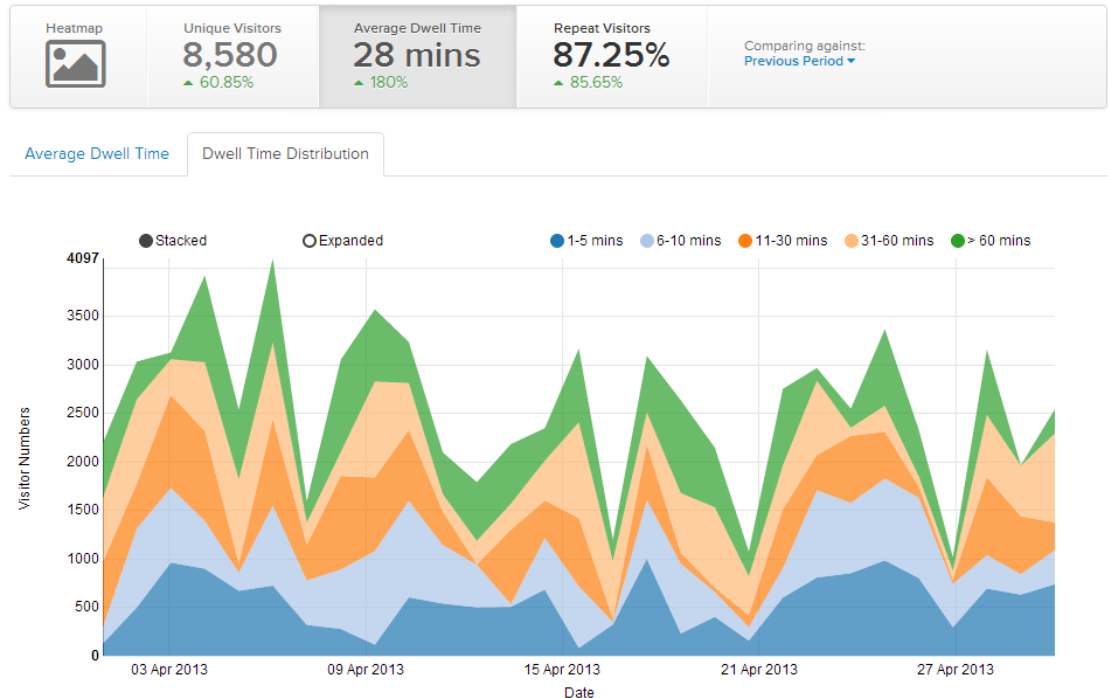 Heatmap
Unique Visitors
8,580
60.85%
Average Dwell Time
28 mins
180%
Repeat Visitors
87.25%
85.65%
Comparing against:
Previous Period
Average Dwell Time
Dwell Time Distribution
Stacked Expanded 1-5 mins 6-10 mins 11-30 mins 31-60 mins > 60 mins
4097
3500
3000
2500
2000
1500
1000
500
0
Visitor Numbers
03 Apr 2013 09 Apr 2013 15 Apr 2013 21 Apr 2013 27 Apr 2013
Date